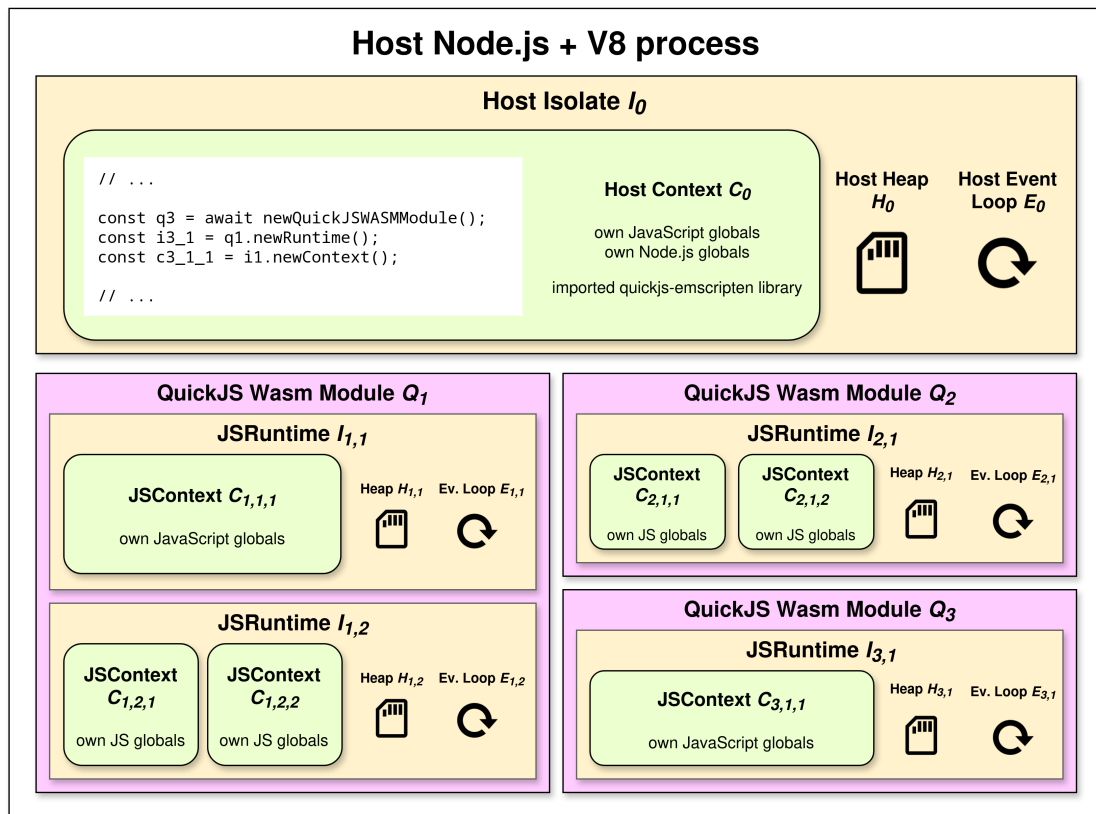 Host Node.js + V8 process
Host Isolate I0
// ...
const q3 = await newQuickJSWASMModule();
const i3_1 = q1.newRuntime();
const c3_1_1 = i1.newContext();
// ...
Host Context C0
own JavaScript globals
own Node.js globals
imported quickjs-emscripten library
Host Heap
H0
Host Event
Loop E0
QuickJS Wasm Module Q1
JSRuntime I1,1
JSContext C1,1,1
own JavaScript globals
Heap H1,1
Ev. Loop E1,1
JSRuntime I1,2
JSContext
C1,2,1
own JS globals
JSContext
C1,2,2
own JS globals
Heap H1,2
Ev. Loop E1,2
QuickJS Wasm Module Q2
JSRuntime I2,1
JSContext
C2,1,1
own JS globals
JSContext
C2,1,2
own JS globals
Heap H2,1
Ev. Loop E2,1
QuickJS Wasm Module Q3
JSRuntime I3,1
JSContext C3,1,1
own JavaScript globals
Heap H3,1
Ev. Loop E3,1